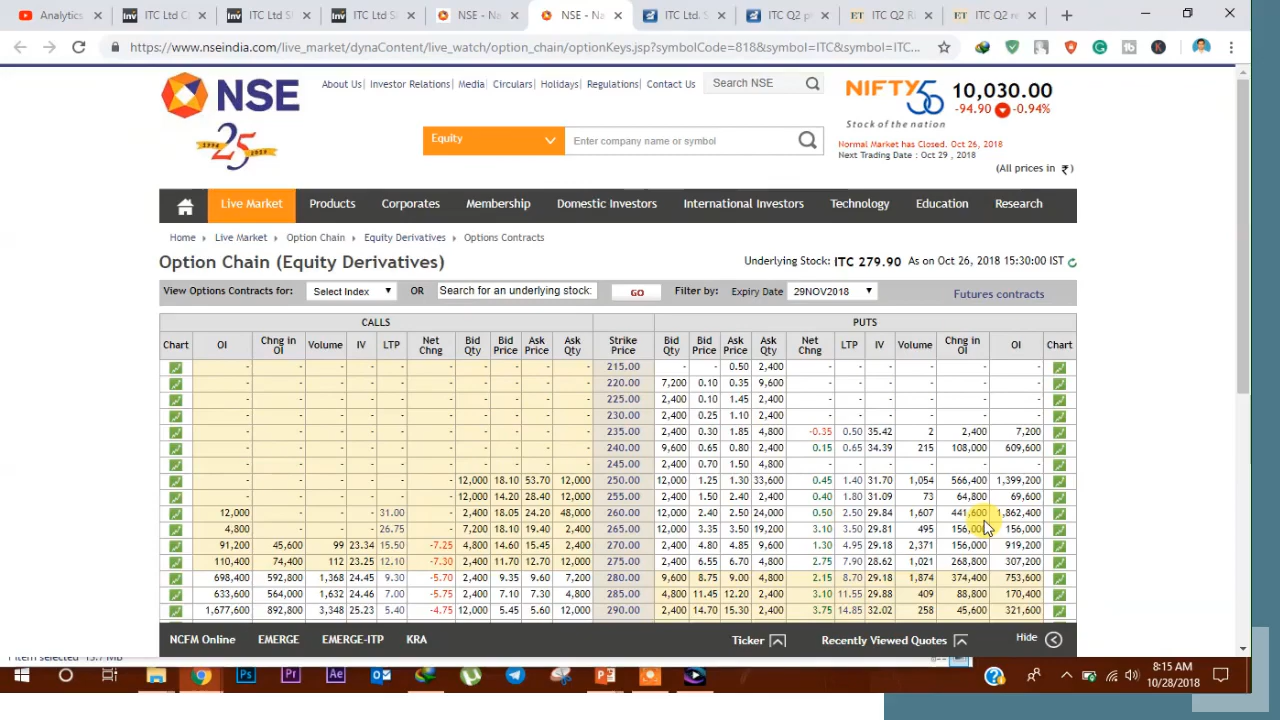 Analytics
ITC Ltd C
ITC Ltd S
ITC Ltd S
NSE - Na
NSE - Na
ITC Ltd. S
ITC Q2 p
ITC Q2 R
ITC Q2 re
https://www.nseindia.com/live_market/dynaContent/live_watch/option_chain/optionKeys.jsp?symbolCode=818&symbol=ITC&symbol=ITC...
NSE
25
About Us
Investor Relations
Media
Circulars
Holidays
Regulations
Contact Us
Search NSE
Equity
Enter company name or symbol
NIFTY50
Stock of the nation
10,030.00
-94.90 -0.94%
Normal Market has Closed. Oct 26, 2018
Next Trading Date : Oct 29 , 2018
(All prices in ₹)
Live Market Products Corporates Membership Domestic Investors International Investors Technology Education Research
Home Live Market Option Chain Equity Derivatives Options Contracts
Option Chain (Equity Derivatives)
Underlying Stock: ITC 279.90 As on Oct 26, 2018 15:30:00 IST
View Options Contracts for: Select Index OR Search for an underlying stock: GO Filter by: Expiry Date 29NOV2018 Futures contracts
CALLS PUTS
Chart OI Chng in OI Volume IV LTP Net Chng Bid Qty Bid Price Ask Price Ask Qty Strike Price Bid Qty Bid Price Ask Price Ask Qty Net Chng LTP IV Volume Chng in OI OI Chart
- - - - - - - - - - 215.00 - - 0.50 2,400 - - - - - -
- - - - - - - - - - 220.00 7,200 0.10 0.35 9,600 - - - - - -
- - - - - - - - - - 225.00 2,400 0.10 1.45 2,400 - - - - - -
- - - - - - - - - - 230.00 2,400 0.25 1.10 2,400 - - - - - -
- - - - - - - - - - 235.00 2,400 0.30 1.85 4,800 -0.35 0.50 35.42 2 2,400 7,200
- - - - - - - - - - 240.00 9,600 0.65 0.80 2,400 0.15 0.65 34.39 215 108,000 609,600
- - - - - - - - - - 245.00 2,400 0.70 1.50 4,800 - - - - - -
- - - - - - 12,000 18.10 53.70 12,000 250.00 12,000 1.25 1.30 33,600 0.45 1.40 31.70 1,054 566,400 1,399,200
- - - - - - 12,000 14.20 28.40 12,000 255.00 2,400 1.50 2.40 2,400 0.40 1.80 31.09 73 64,800 69,600
12,000 - - - 31.00 - 2,400 18.05 24.20 48,000 260.00 12,000 2.40 2.50 24,000 0.50 2.50 29.84 1,607 441,600 1,862,400
4,800 - - - 26.75 - 7,200 18.10 19.40 2,400 265.00 12,000 3.35 3.50 19,200 3.10 3.50 29.81 495 156,000 156,000
91,200 45,600 99 23.34 15.50 -7.25 4,800 14.60 15.45 2,400 270.00 2,400 4.80 4.85 9,600 1.30 4.95 29.18 2,371 156,000 919,200
110,400 74,400 112 23.36 12.10 -7.30 2,400 11.70 12.70 12,000 275.00 2,400 6.55 6.70 4,800 2.75 7.90 28.62 1,021 268,800 307,200
698,400 592,800 1,368 24.45 9.30 -5.70 2,400 9.35 9.60 7,200 280.00 9,600 8.75 9.00 4,800 2.15 8.70 29.18 1,874 374,400 753,600
633,600 564,000 1,632 24.46 7.00 -5.75 2,400 7.10 7.30 4,800 285.00 4,800 11.45 12.20 2,400 3.10 11.55 28.88 409 88,800 170,400
1,677,600 892,800 3,348 25.23 5.40 -4.75 12,000 5.45 5.60 12,000 290.00 2,400 14.70 15.30 2,400 3.75 14.85 32.02 258 45,600 321,600
NCFM Online EMERGE EMERGE-ITP KRA Ticker Recently Viewed Quotes Hide
8:15 AM
10/28/2018